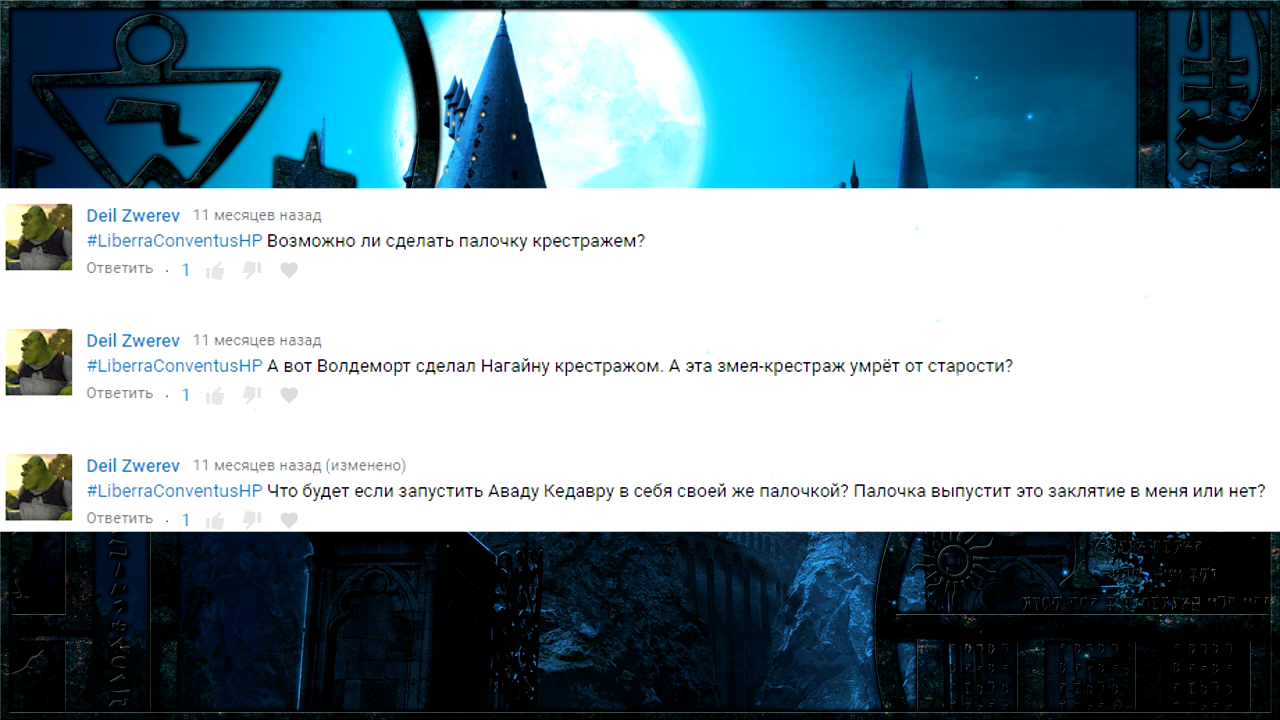 Deil Zwerev 11 месяцев назад
#LiberraConventusHP Возможно ли сделать палочку крестражем?
Ответить · 1
Deil Zwerev 11 месяцев назад
#LiberraConventusHP А вот Волдеморт сделал Нагайну крестражом. А эта змея-крестраж умрёт от старости?
Ответить · 1
Deil Zwerev 11 месяцев назад (изменено)
#LiberraConventusHP Что будет если запустить Аваду Кедавру в себя своей же палочкой? Палочка выпустит это заклятие в меня или нет?
Ответить · 1